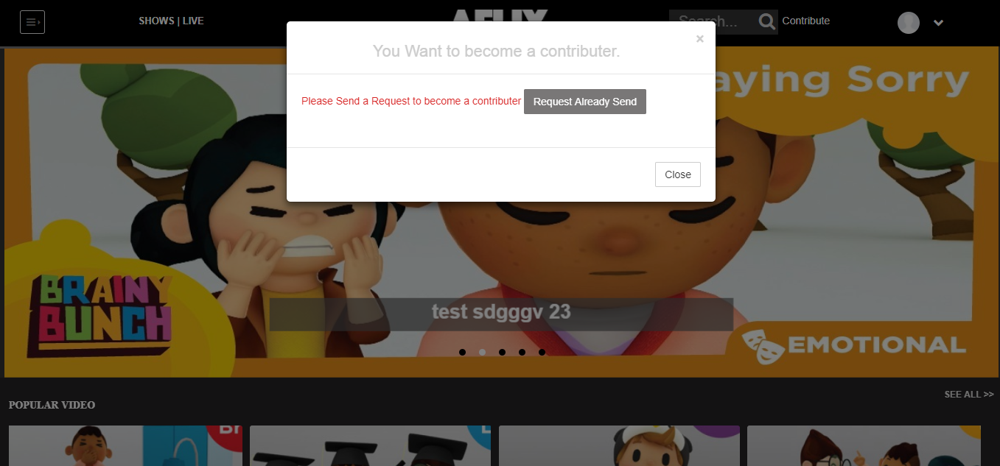 SHOWS | LIVE
AFLIX
Search...
Contribute
×
You Want to become a contributer.
Please Send a Request to become a contributer
Request Already Send
Close
aying Sorry
BRAINY
BUNCH
test sdgggv 23
EMOTIONAL
SEE ALL >>
POPULAR VIDEO
Br